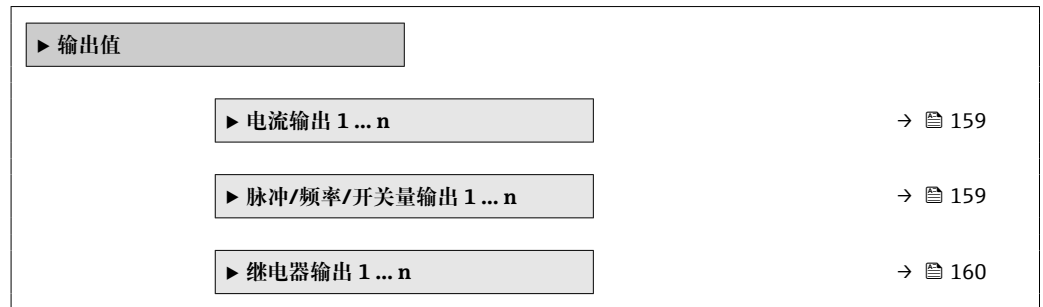 ▶ 输出值
▶ 电流输出 1 … n → 🖹 159
▶ 脉冲/频率/开关量输出 1 … n → 🖹 159
▶ 继电器输出 1 … n → 🖹 160